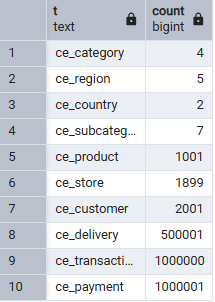 t count
text bigint
1 ce_category 4
2 ce_region 5
3 ce_country 2
4 ce_subcateg... 7
5 ce_product 1001
6 ce_store 1899
7 ce_customer 2001
8 ce_delivery 500001
9 ce_transacti... 1000000
10 ce_payment 1000001